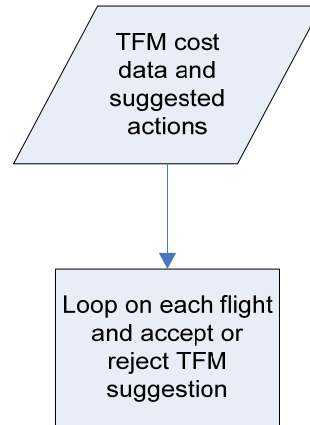 TFM cost
data and
suggested
actions
Loop on each flight
and accept or
reject TFM
suggestion